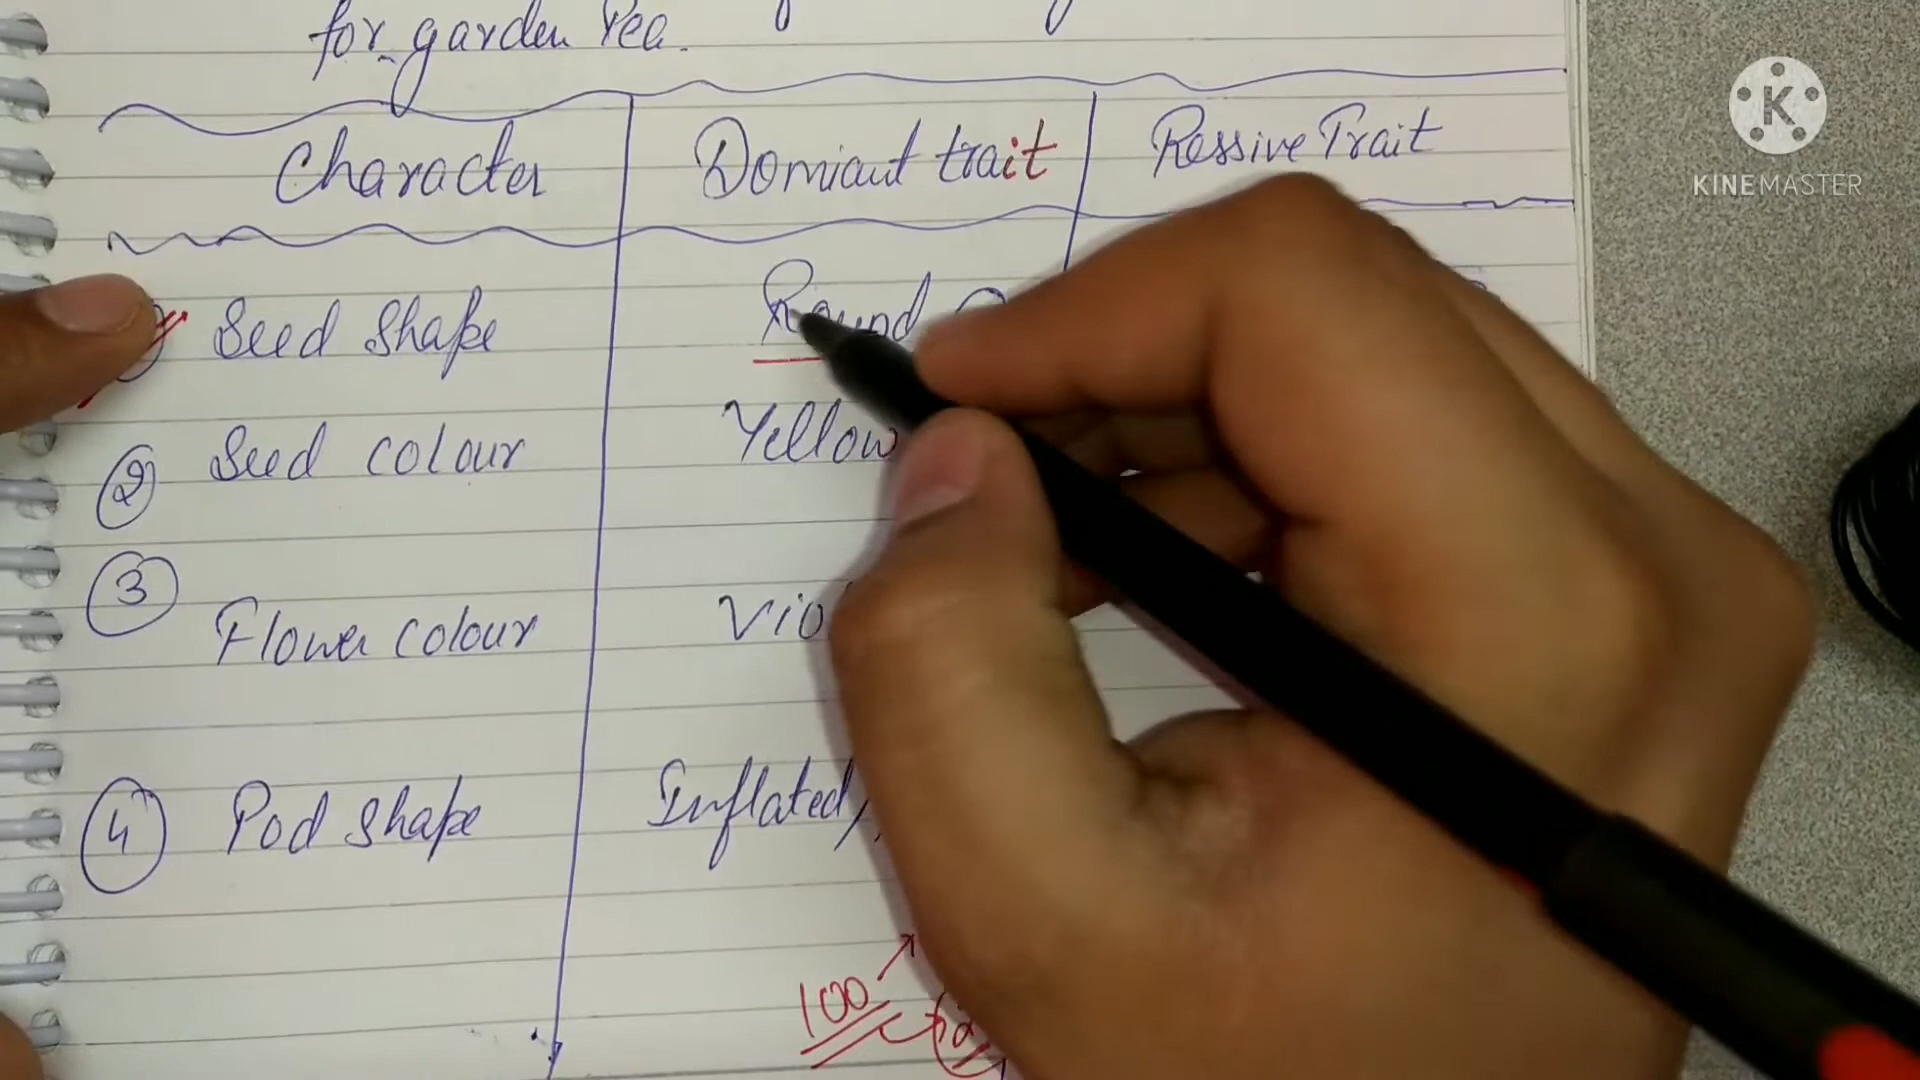 for garden Pea.
Character Domiant trait Ressive Trait
K
KINEMASTER
Seed Shape Round
② Seed colour Yellow
③ Flower colour Vio
④ Pod Shape Inflated,
100